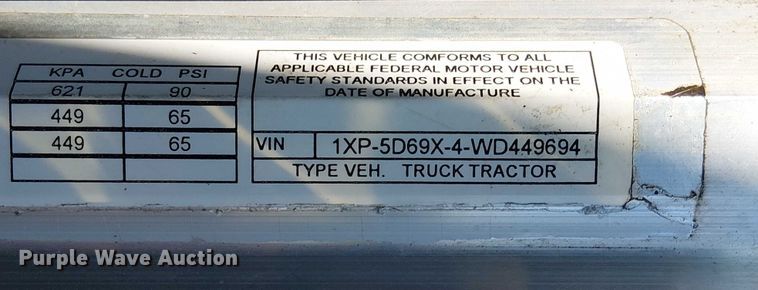 KPA COLD PSI
621 90
449 65
449 65
THIS VEHICLE COMFORMS TO ALL
APPLICABLE FEDERAL MOTOR VEHICLE
SAFETY STANDARDS IN EFFECT ON THE
DATE OF MANUFACTURE
VIN 1XP-5D69X-4-WD449694
TYPE VEH. TRUCK TRACTOR
Purple Wave Auction